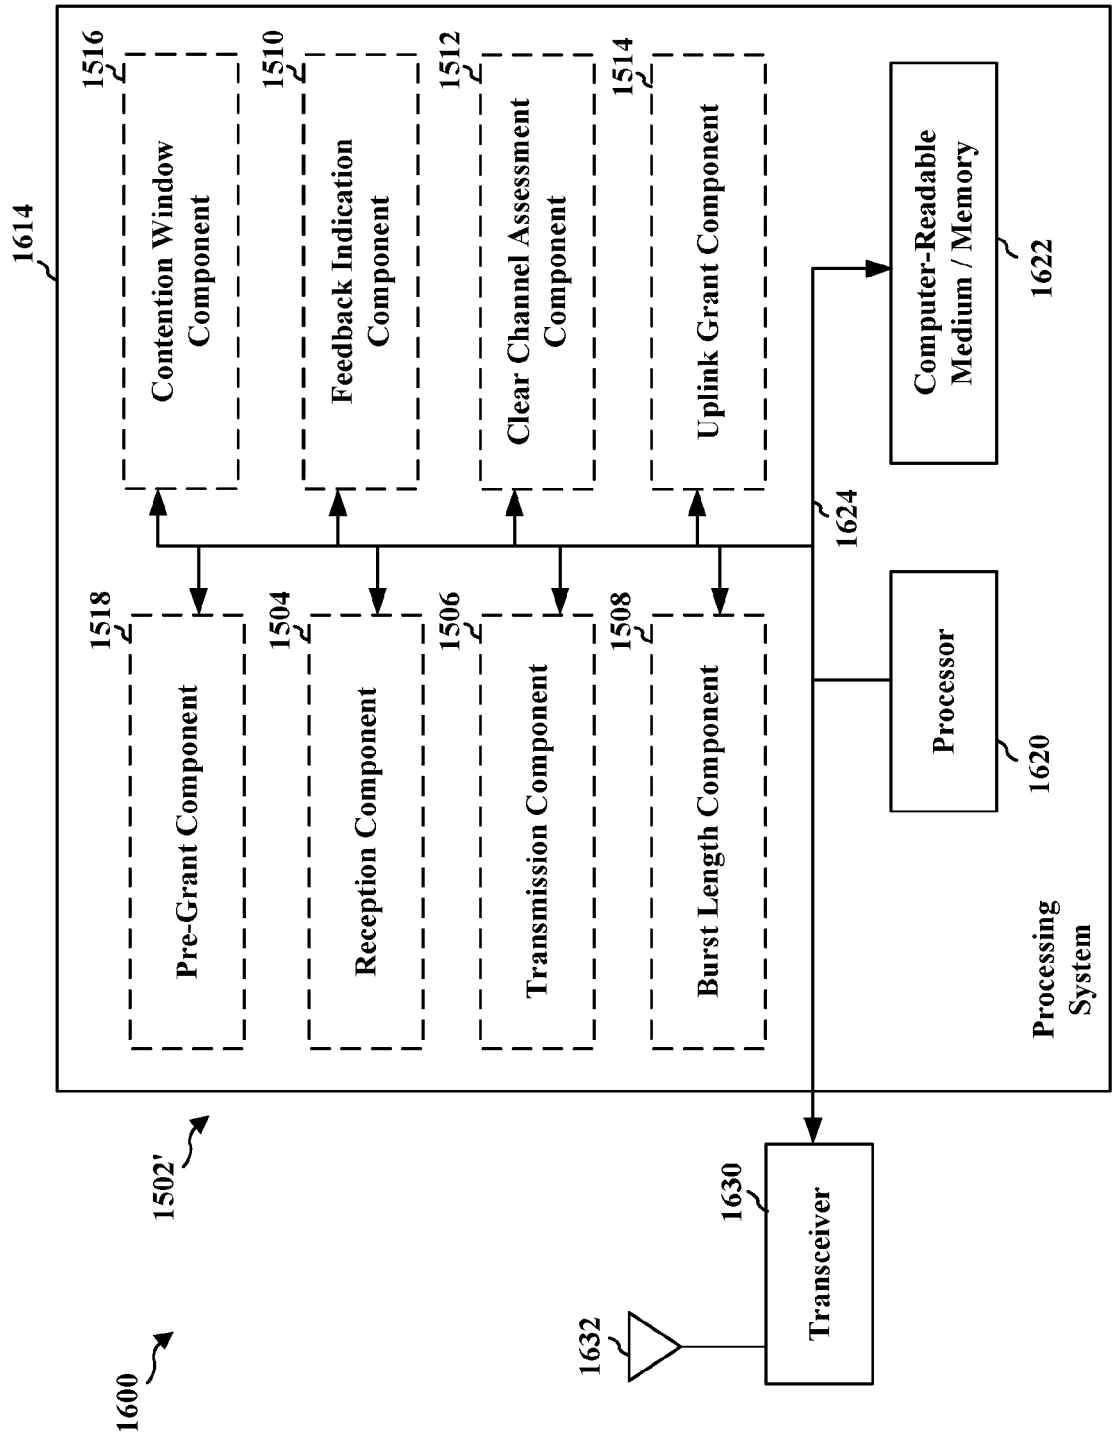 1600
1502'
1614
1518
Pre-Grant Component
1516
Contention Window
Component
1504
Reception Component
1510
Feedback Indication
Component
1506
Transmission Component
1512
Clear Channel Assessment
Component
1508
Burst Length Component
1514
Uplink Grant Component
1632
1630
Transceiver
1624
Processor
1620
Computer-Readable
Medium / Memory
1622
Processing
System